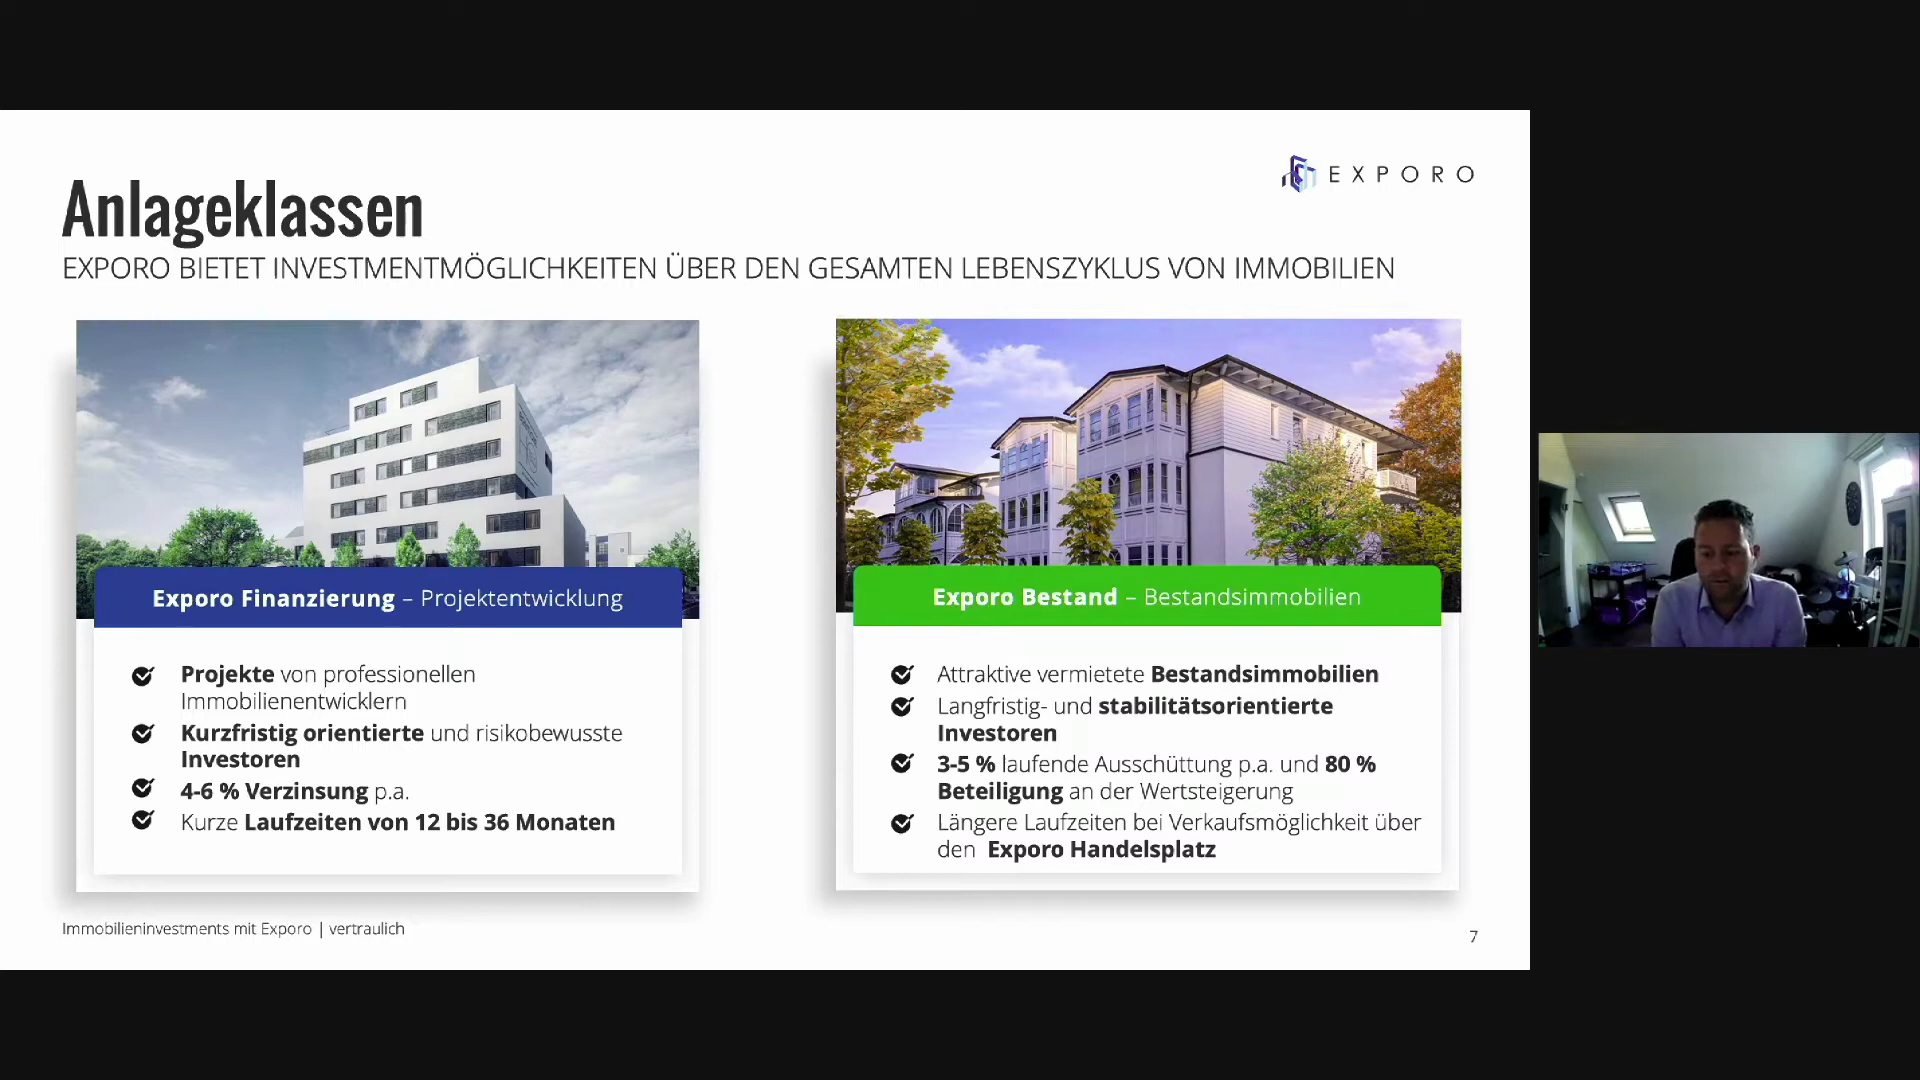 EXPORO
Anlageklassen
EXPORO BIETET INVESTMENTMÖGLICHKEITEN ÜBER DEN GESAMTEN LEBENSZYKLUS VON IMMOBILIEN
Exporo Finanzierung – Projektentwicklung
Projekte von professionellen
Immobilienentwicklern
Kurzfristig orientierte und risikobewusste
Investoren
4-6 % Verzinsung p.a.
Kurze Laufzeiten von 12 bis 36 Monaten
Exporo Bestand – Bestandsimmobilien
Attraktive vermietete Bestandsimmobilien
Langfristig- und stabilitätsorientierte
Investoren
3-5 % laufende Ausschüttung p.a. und 80 %
Beteiligung an der Wertsteigerung
Längere Laufzeiten bei Verkaufsmöglichkeit über
den Exporo Handelsplatz
Immobilieninvestments mit Exporo | vertraulich
7